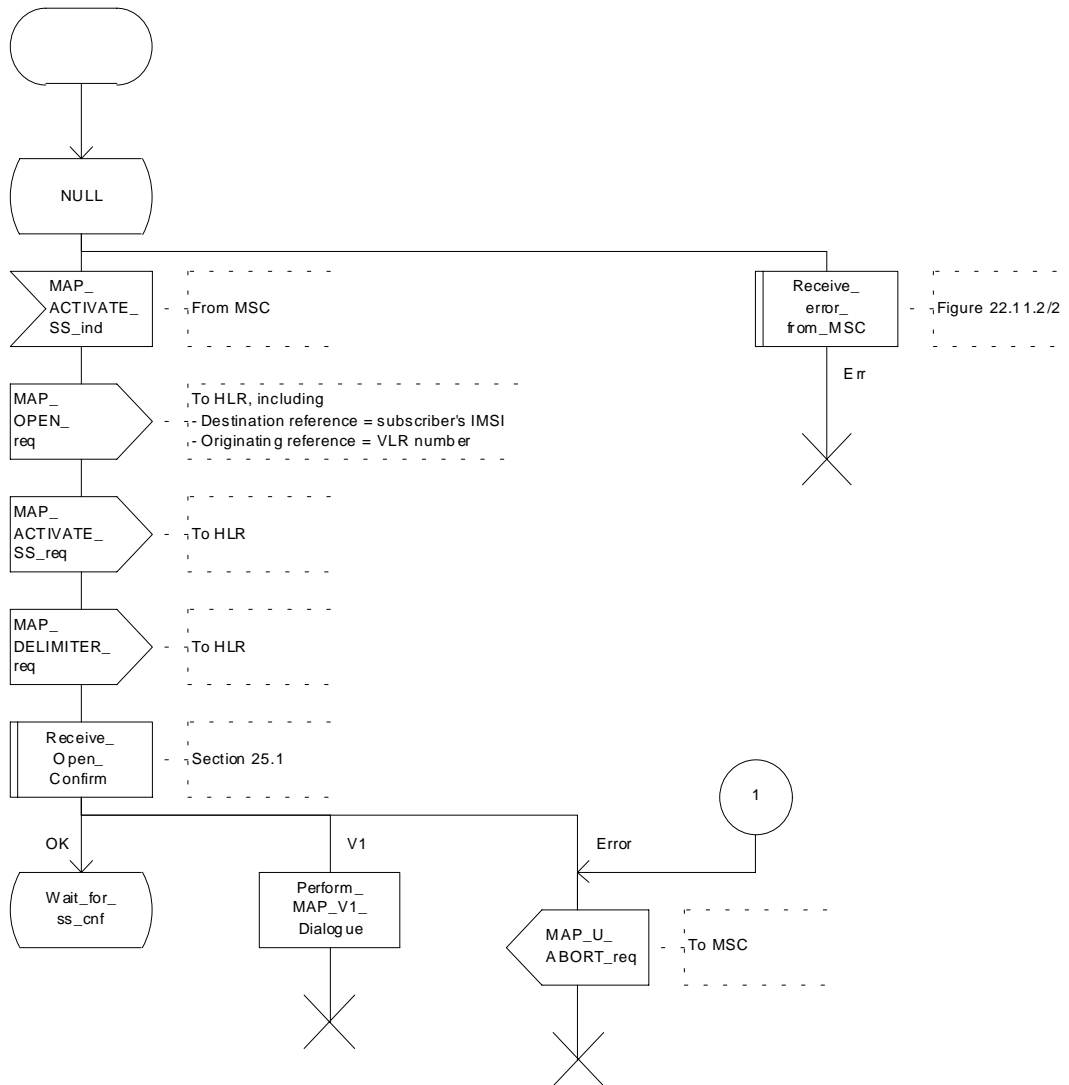 NULL
MAP_
ACTIVATE_
SS_ind
From MSC
Receive_
error_
from_MSC
Figure 22.11.2/2
Err
MAP_
OPEN_
req
To HLR, including
- Destination reference = subscriber's IMSI
- Originating reference = VLR number
MAP_
ACTIVATE_
SS_req
To HLR
MAP_
DELIMITER_
req
To HLR
Receive_
Open_
Confirm
Section 25.1
1
OK
V1
Error
Wait_for_
ss_cnf
Perform_
MAP_V1_
Dialogue
MAP_U_
ABORT_req
To MSC